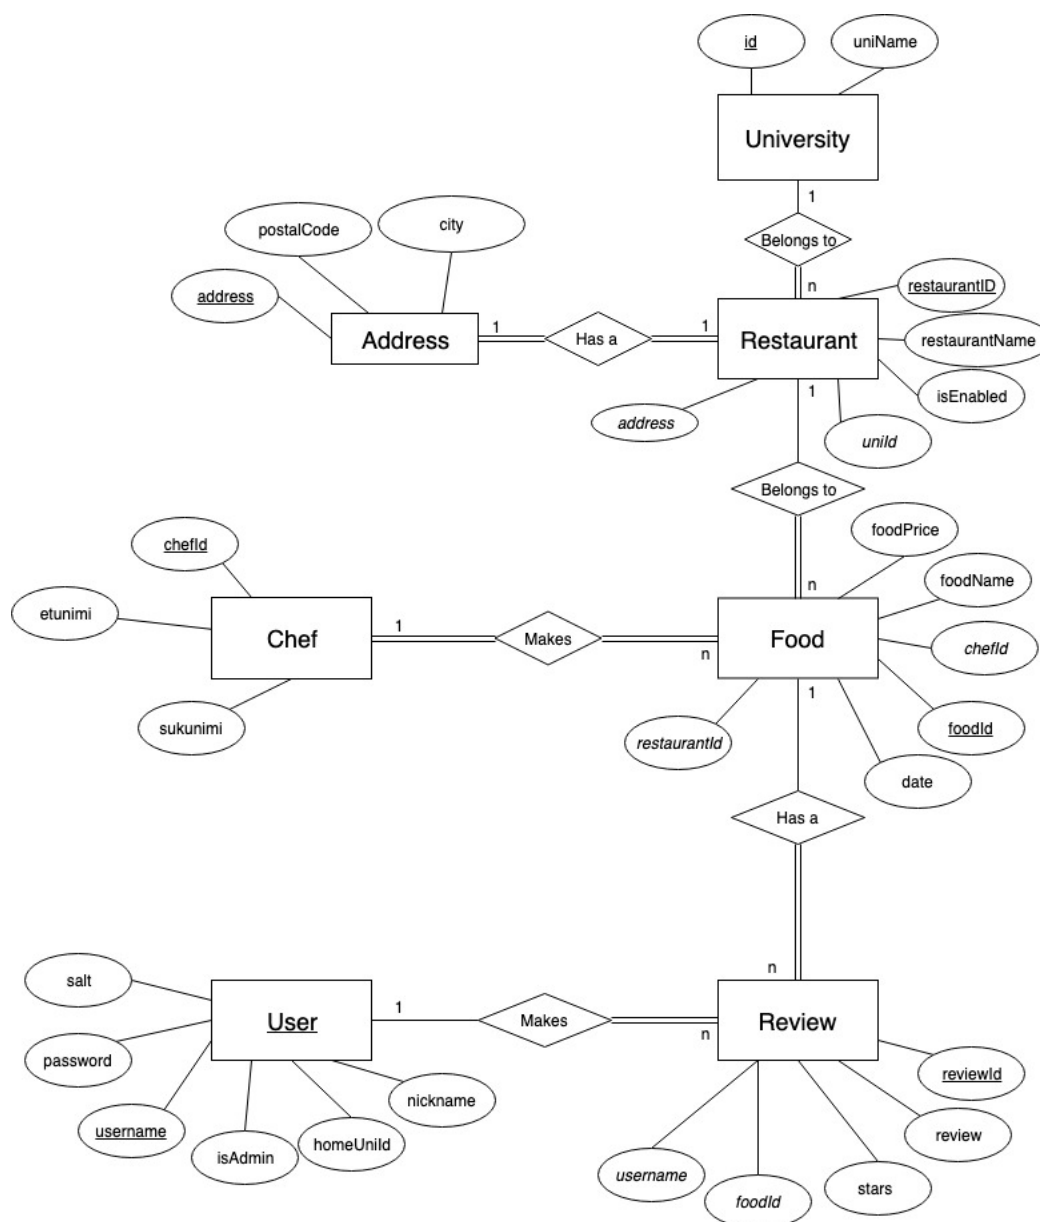 id
uniName
University
1
Belongs to
n
postalCode
city
address
Address
1
Has a
1
Restaurant
restaurantID
restaurantName
isEnabled
address
uniId
1
Belongs to
n
foodPrice
foodName
chefId
foodId
date
restaurantId
Food
chefId
etunimi
sukunimi
Chef
1
Makes
n
1
Has a
n
salt
password
username
isAdmin
homeUniId
nickname
User
1
Makes
n
Review
reviewId
review
stars
foodId
username